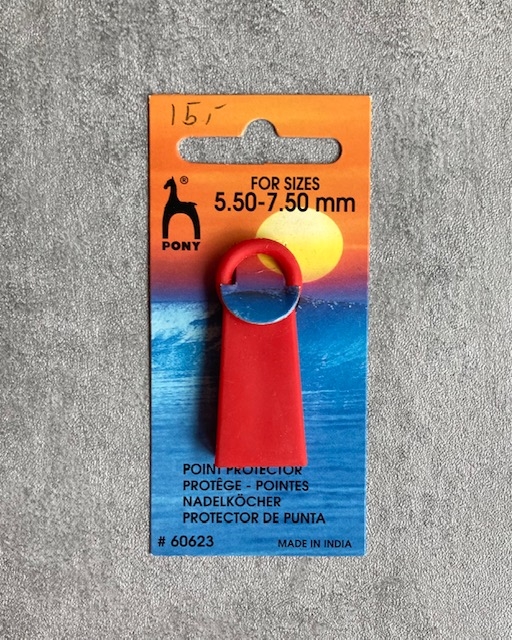 15,-
FOR SIZES
5.50-7.50 mm
®
PONY
POINT PROTECTOR
PROTÊGE - POINTES
NADELKÖCHER
PROTECTOR DE PUNTA
# 60623 MADE IN INDIA